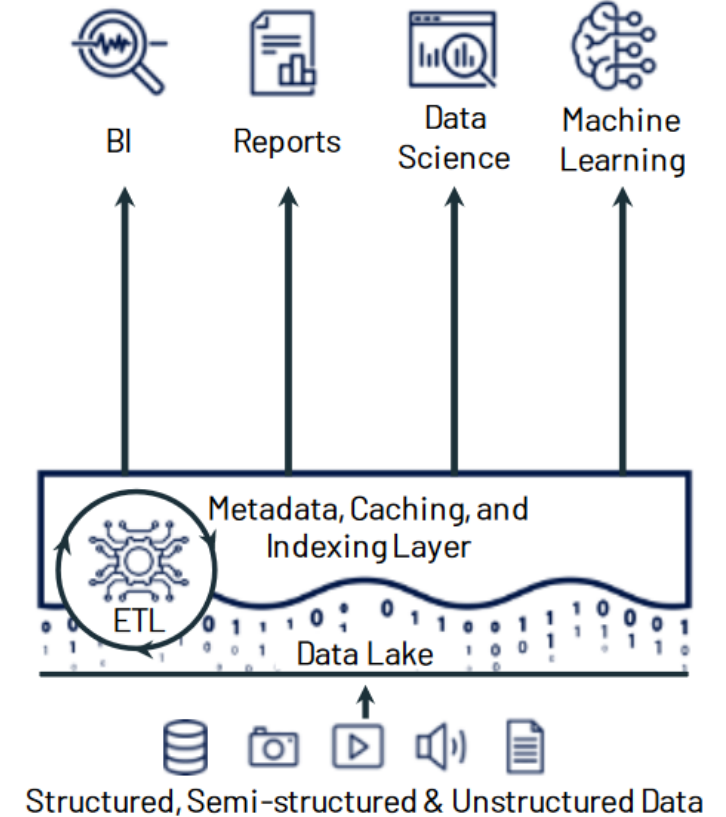 BI
Reports
Data
Science
Machine
Learning
Metadata, Caching, and
Indexing Layer
ETL
Data Lake
Structured, Semi-structured & Unstructured Data